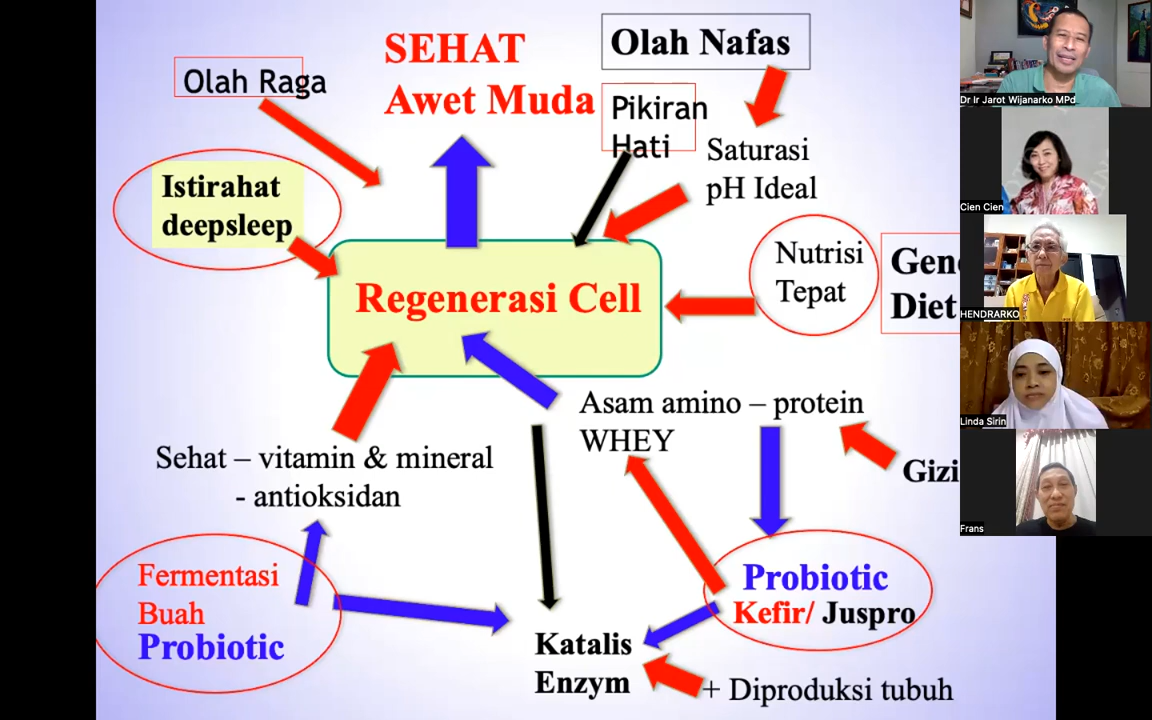 SEHAT
Awet Muda
Olah Nafas
Olah Raga
Pikiran
Hati
Saturasi
pH Ideal
Istirahat
deepsleep
Nutrisi
Tepat
Diet
Regenerasi Cell
Asam amino – protein
WHEY
Gizi
Sehat – vitamin & mineral
- antioksidan
Fermentasi
Buah
Probiotic
Probiotic
Kefir/ Juspro
Katalis
Enzym
+ Diproduksi tubuh
Dr Ir Jarot Wijanarko MPd
Cien Cien
HENDRARKO
Linda Sirin
Frans